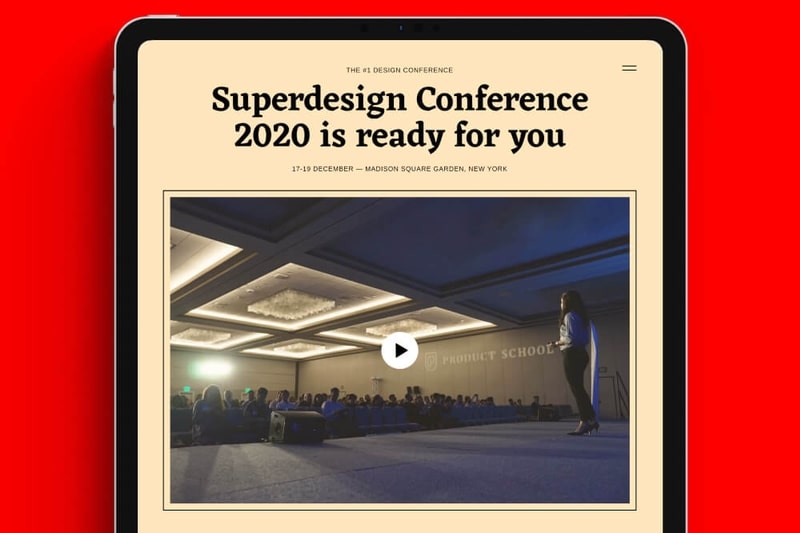 THE #1 DESIGN CONFERENCE
Superdesign Conference
2020 is ready for you
17-19 DECEMBER — MADISON SQUARE GARDEN, NEW YORK
PRODUCT SCHOOL